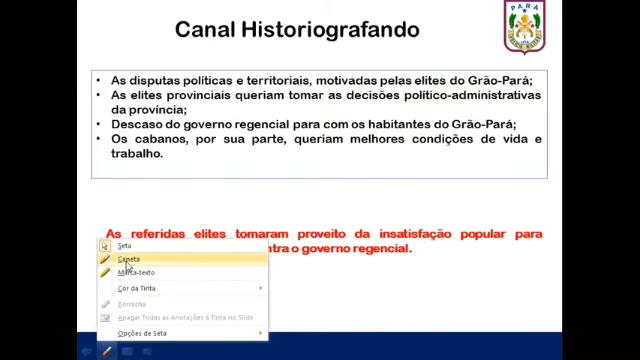 Canal Historiografando
PARÁ
• As disputas políticas e territoriais, motivadas pelas elites do Grão-Pará;
• As elites provinciais queriam tomar as decisões político-administrativas
da província;
• Descaso do governo regencial para com os habitantes do Grão-Pará;
• Os cabanos, por sua parte, queriam melhores condições de vida e
trabalho.
As referidas elites tomaram proveito da insatisfação popular para
ntra o governo regencial.
Seta
Caneta
Marca-texto
Cor da Tinta
Borracha
Apagar Todas as Anotações à Tinta no Slide
Opções de Seta